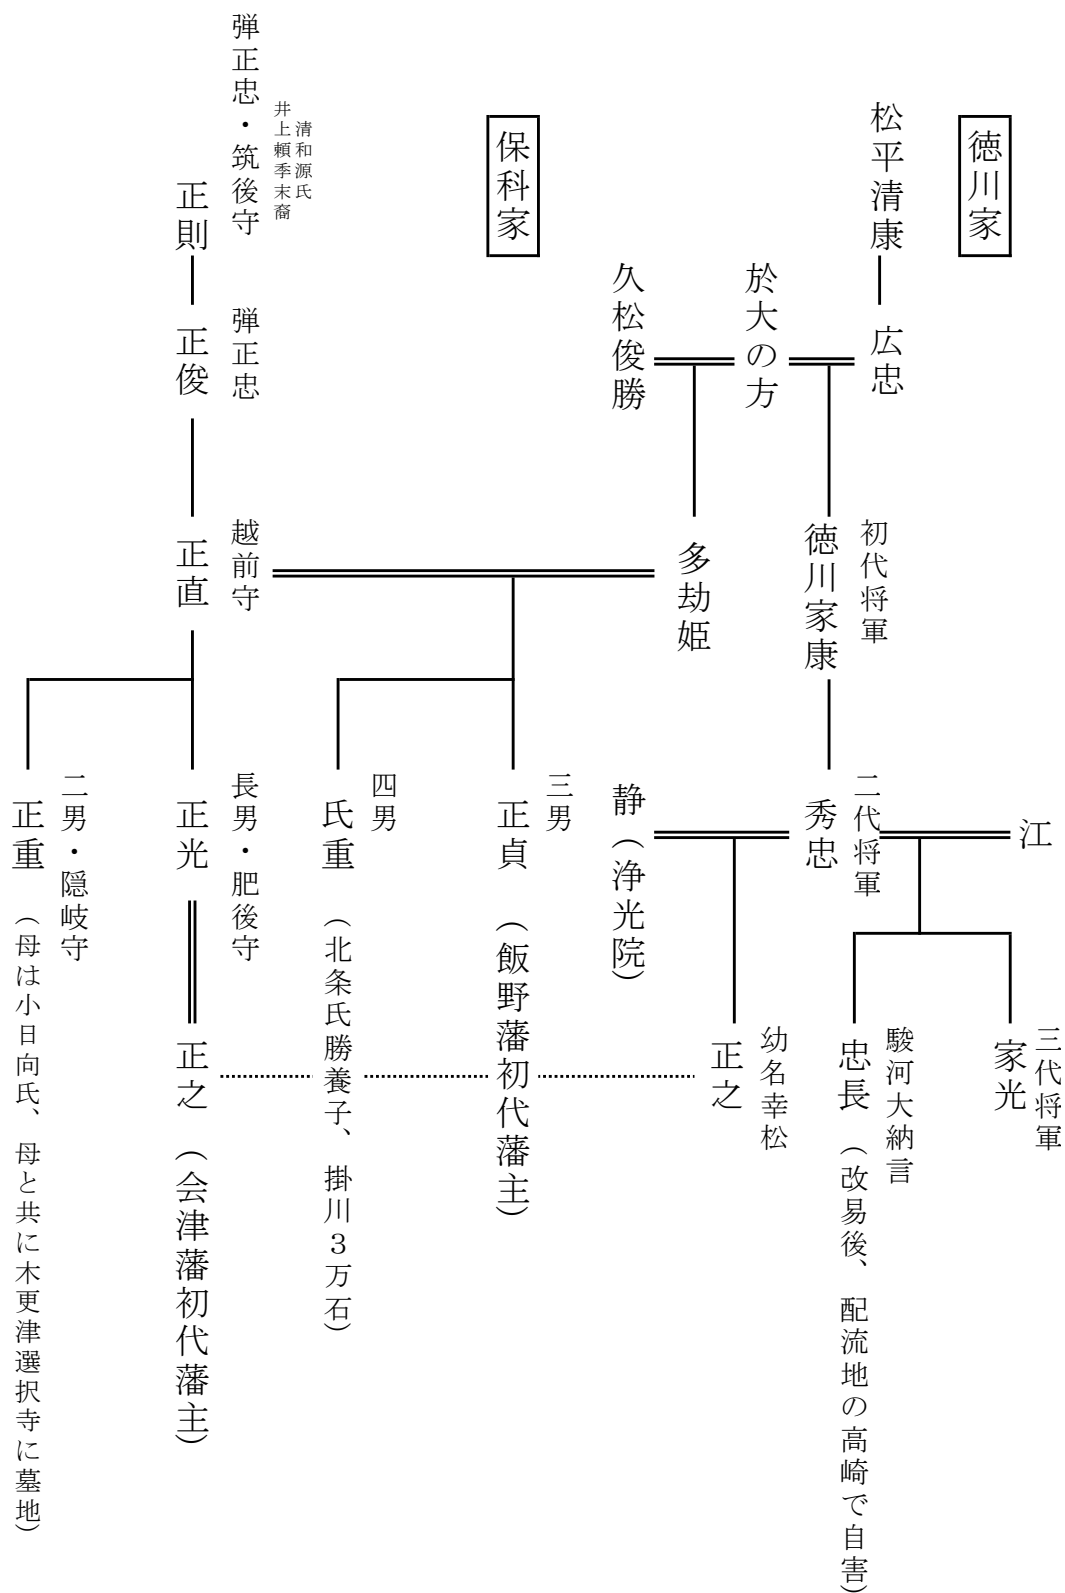 徳川家
松平清康
広忠
於大の方
久松俊勝
初代将軍
徳川家康
多劫姫
江
二代将軍
秀忠
静(浄光院)
三代将軍
家光
駿河大納言
忠長(改易後、配流地の高崎で自害)
幼名幸松
正之
保科家
清和源氏
井上頼季末裔
弾正忠・筑後守
正則
弾正忠
正俊
越前守
正直
三男
正貞(飯野藩初代藩主)
四男
氏重(北条氏勝養子、掛川3万石)
長男・肥後守
正光
正之(会津藩初代藩主)
二男・隠岐守
正重(母は小日向氏、母と共に木更津選択寺に墓地)